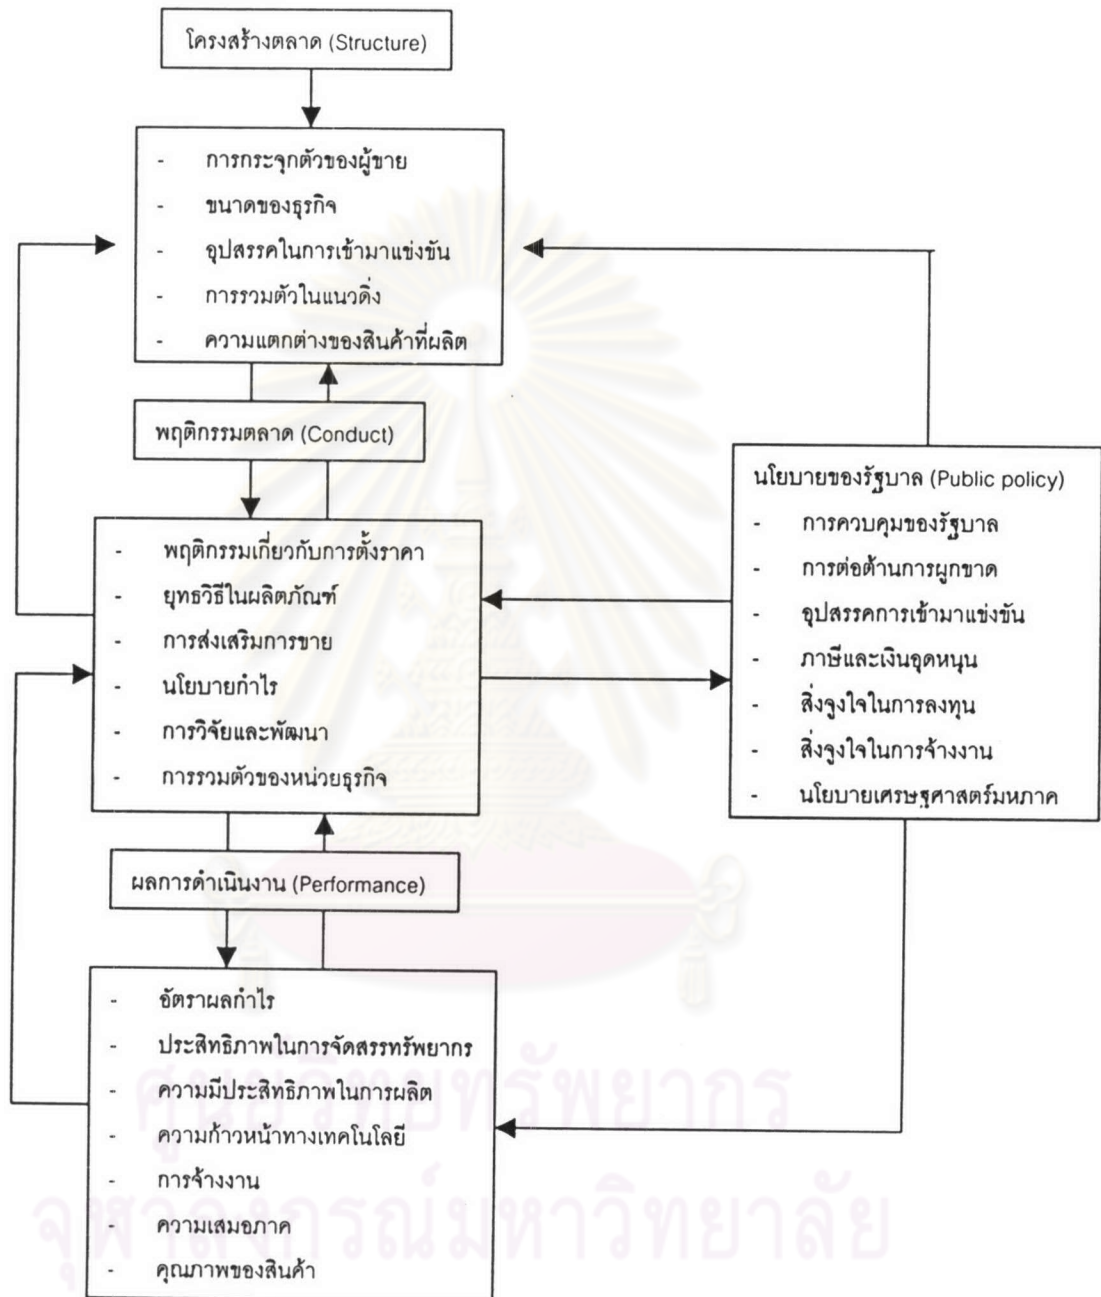 โครงสร้างตลาด (Structure)
- การกระจุกตัวของผู้ขาย
- ขนาดของธุรกิจ
- อุปสรรคในการเข้ามาแข่งขัน
- การรวมตัวในแนวดิ่ง
- ความแตกต่างของสินค้าที่ผลิต
พฤติกรรมตลาด (Conduct)
- พฤติกรรมเกี่ยวกับการตั้งราคา
- ยุทธวิธีในผลิตภัณฑ์
- การส่งเสริมการขาย
- นโยบายกำไร
- การวิจัยและพัฒนา
- การรวมตัวของหน่วยธุรกิจ
นโยบายของรัฐบาล (Public policy)
- การควบคุมของรัฐบาล
- การต่อต้านการผูกขาด
- อุปสรรคการเข้ามาแข่งขัน
- ภาษีและเงินอุดหนุน
- สิ่งจูงใจในการลงทุน
- สิ่งจูงใจในการจ้างงาน
- นโยบายเศรษฐศาสตร์มหภาค
ผลการดำเนินงาน (Performance)
- อัตราผลกำไร
- ประสิทธิภาพในการจัดสรรทรัพยากร
- ความมีประสิทธิภาพในการผลิต
- ความก้าวหน้าทางเทคโนโลยี
- การจ้างงาน
- ความเสมอภาค
- คุณภาพของสินค้า
ศูนย์วิทยทรัพยากร
จุฬาลงกรณ์มหาวิทยาลัย